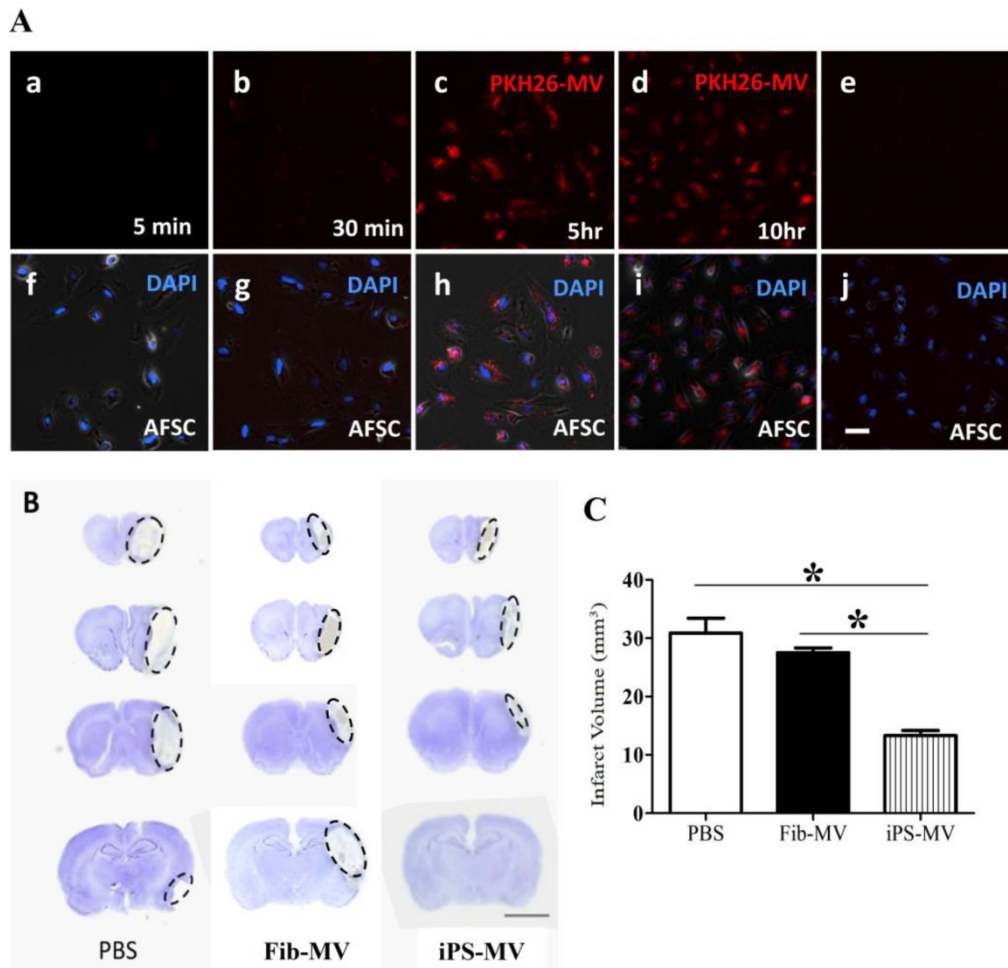 A
a b c PKH26-MV d PKH26-MV e
5 min 30 min 5hr 10hr
f DAPI g DAPI h DAPI i DAPI j DAPI
AFSC AFSC AFSC AFSC AFSC
B
PBS Fib-MV iPS-MV
C
* 
*
Infarct Volume (mm³)
40
30
20
10
0
PBS Fib-MV iPS-MV